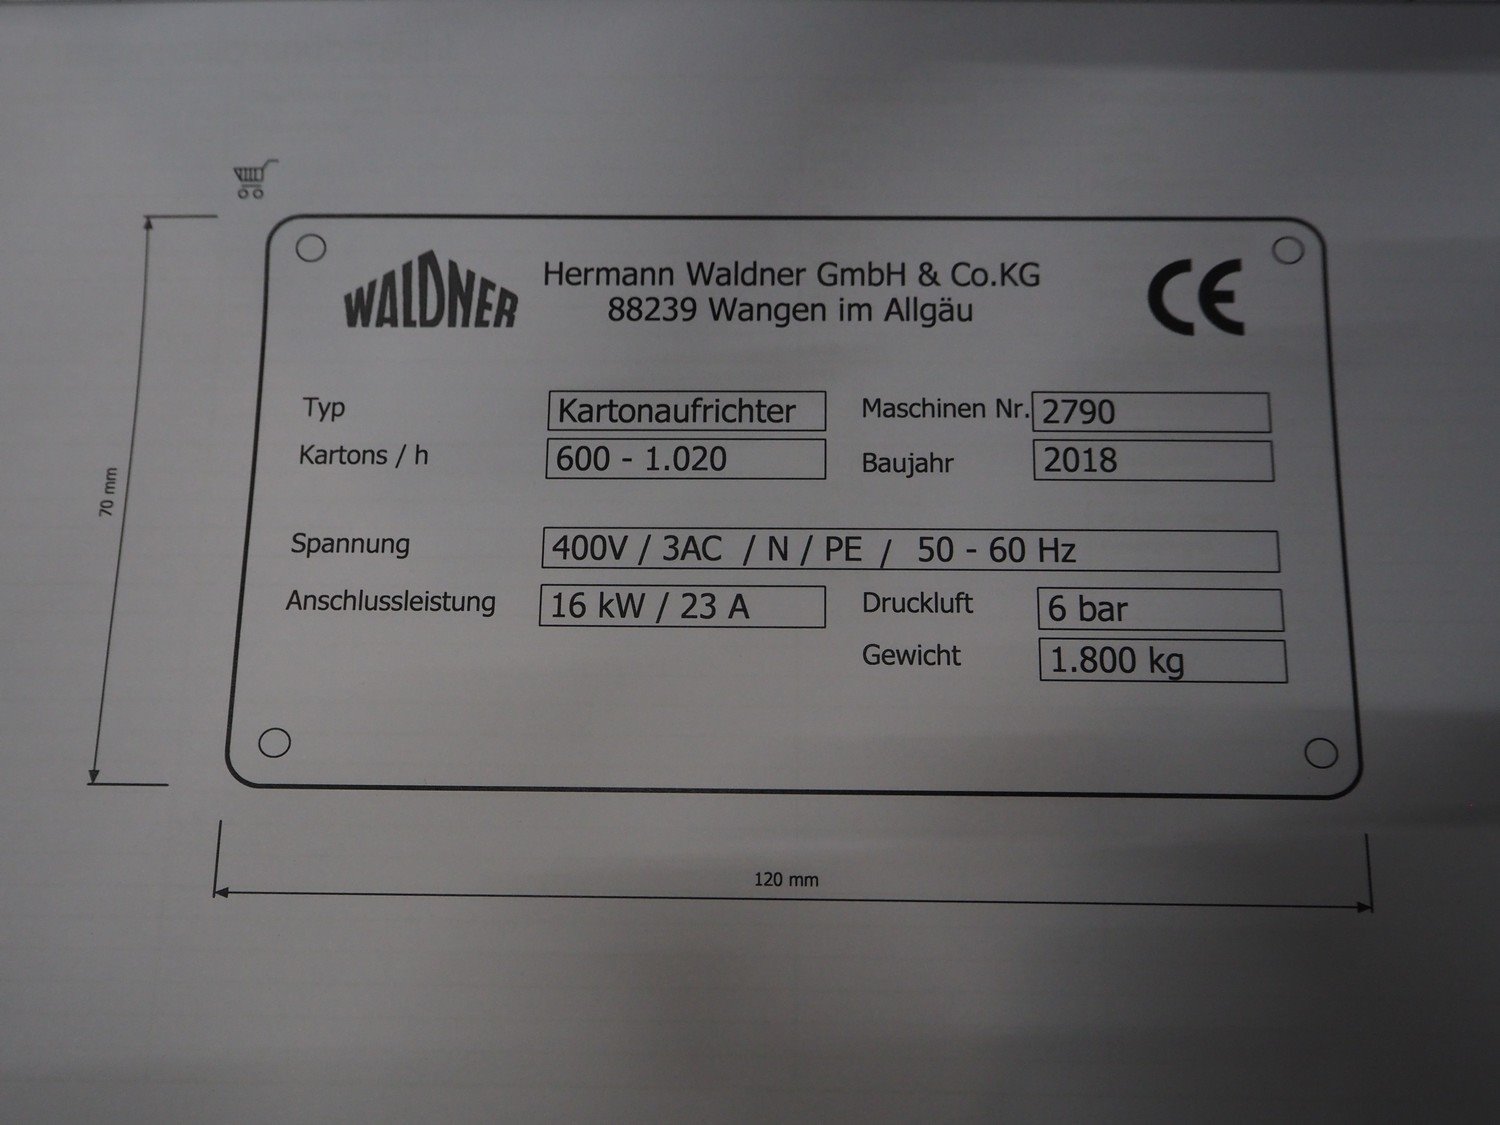 WALDNER
Hermann Waldner GmbH & Co.KG
88239 Wangen im Allgäu
CE
Typ Kartonaufrichter Maschinen Nr. 2790
Kartons / h 600 - 1.020 Baujahr 2018
Spannung 400V / 3AC / N / PE / 50 - 60 Hz
Anschlussleistung 16 kW / 23 A Druckluft 6 bar
Gewicht 1.800 kg
70 mm
120 mm